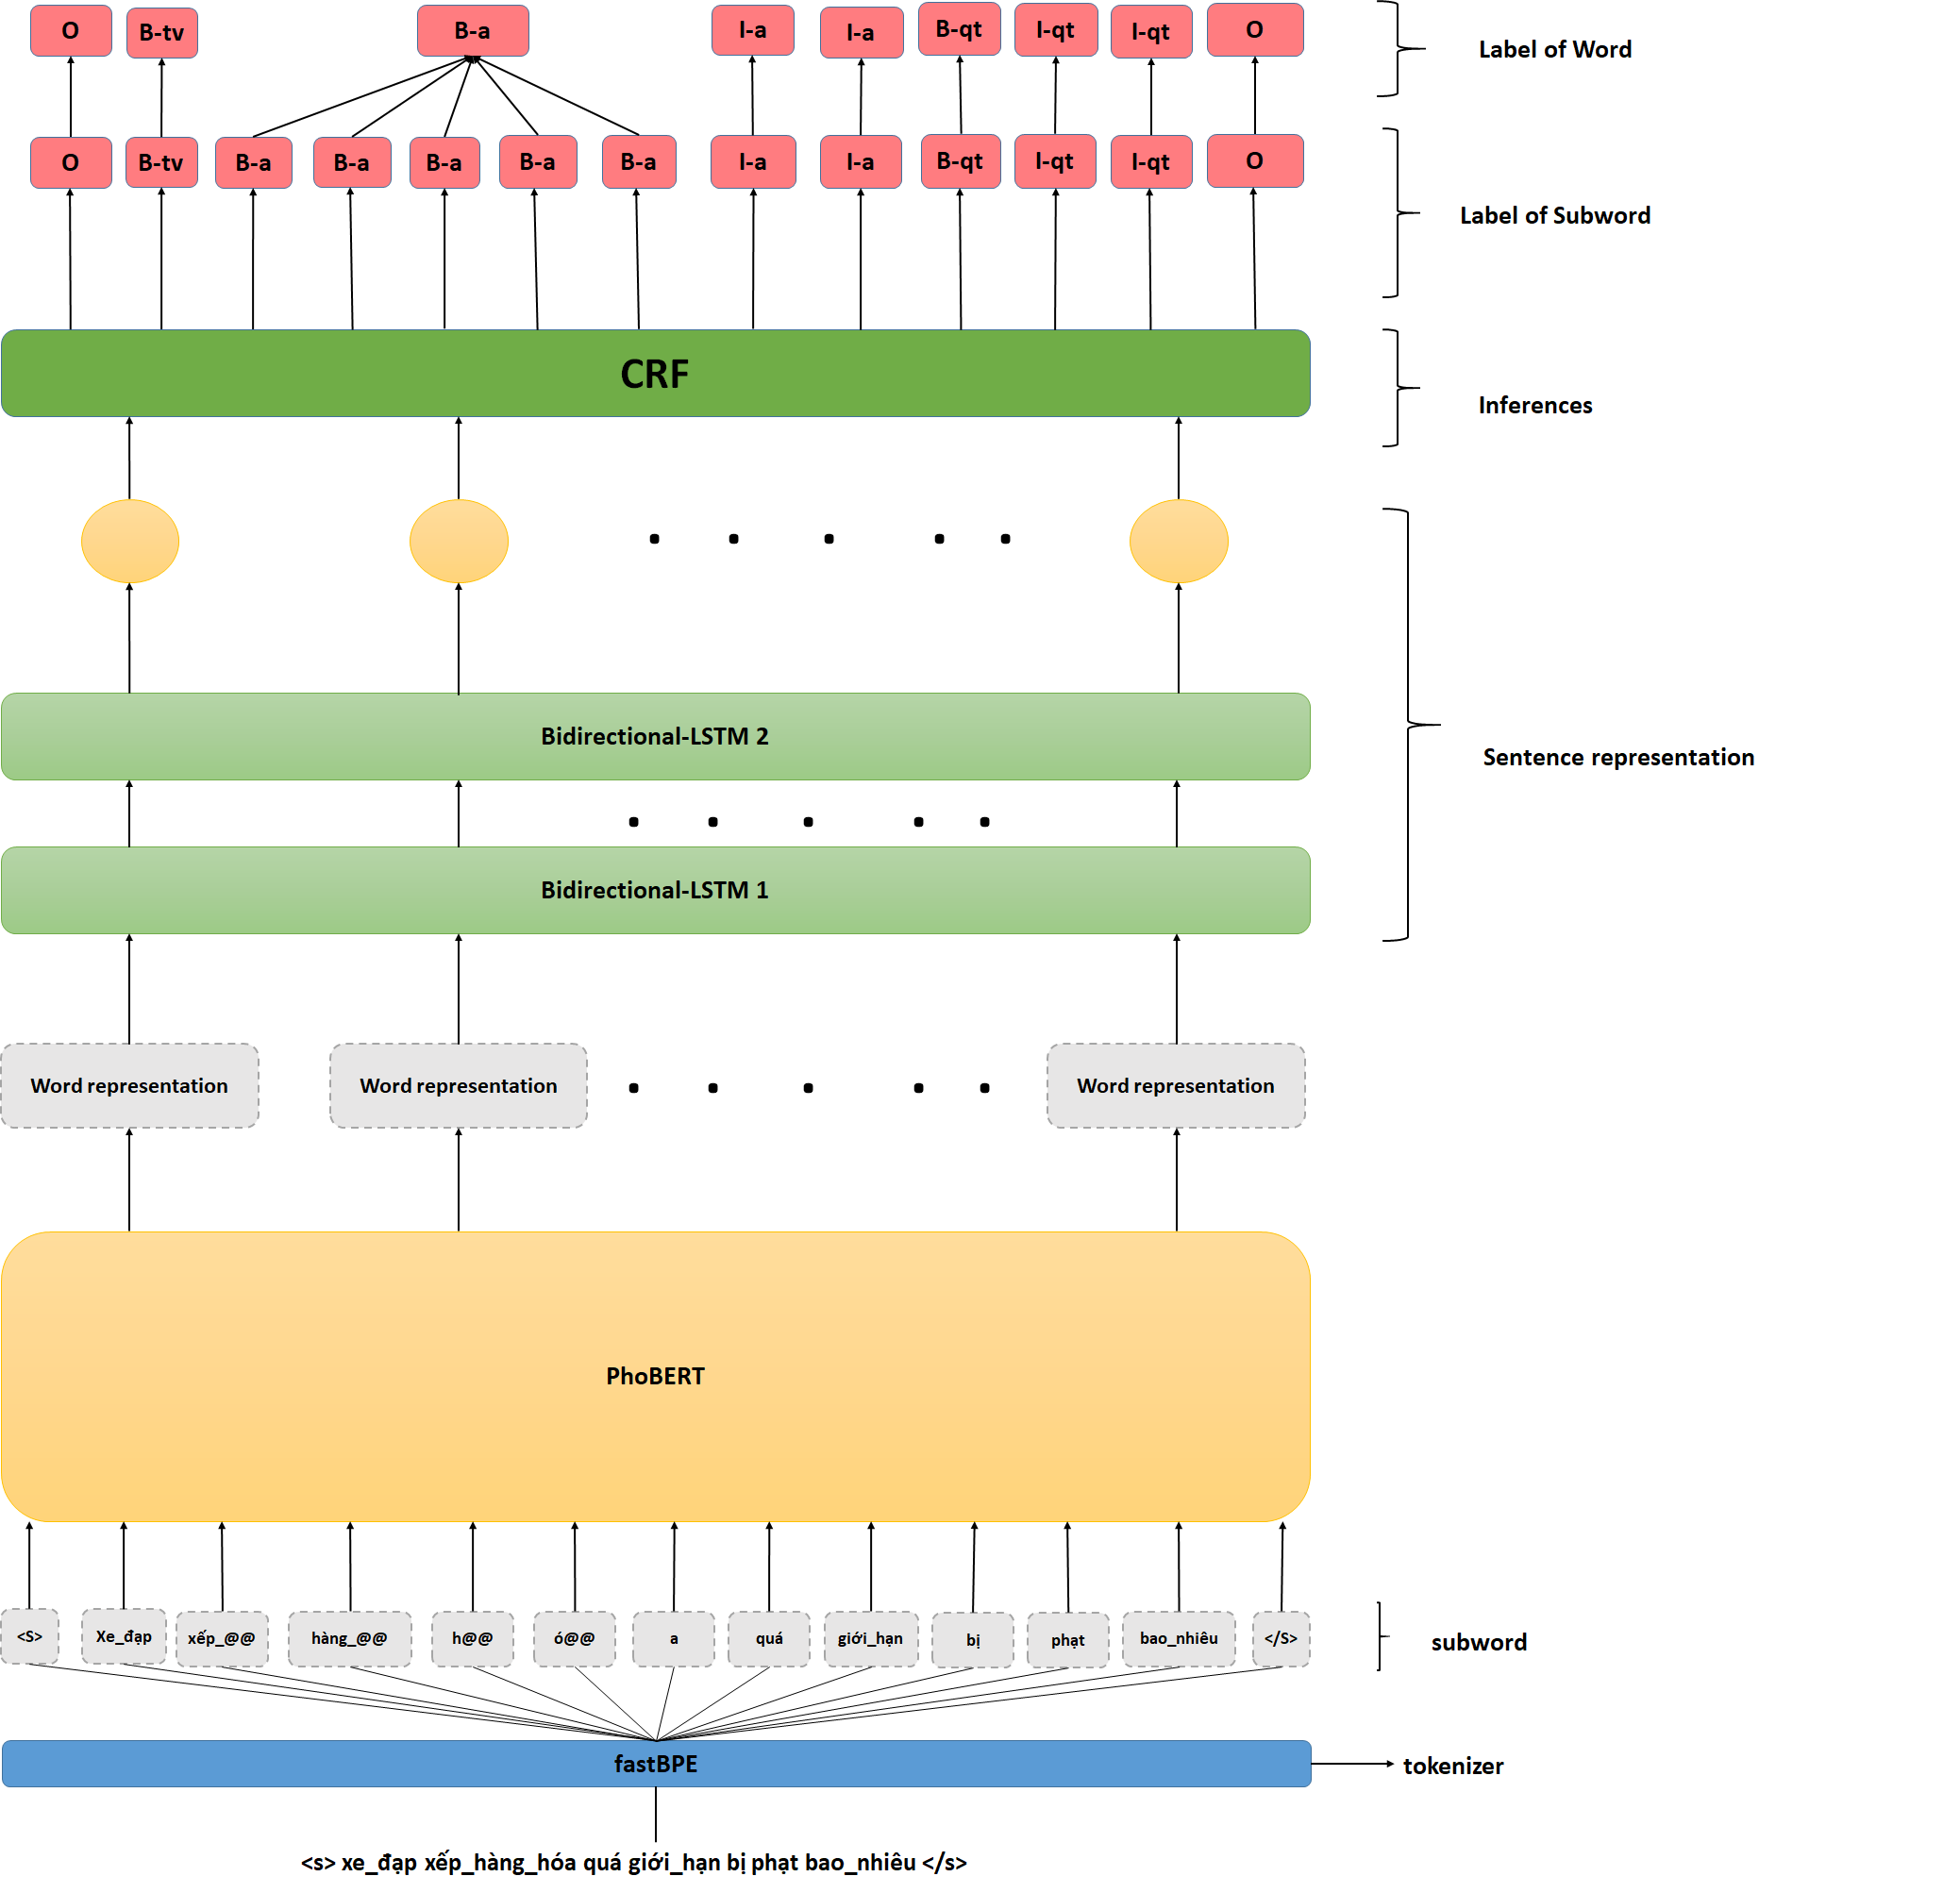 O B-tv B-a I-a I-a B-qt I-qt I-qt O
Label of Word
O B-tv B-a B-a B-a B-a B-a I-a I-a B-qt I-qt I-qt O
Label of Subword
CRF
Inferences
Bidirectional-LSTM 2
Sentence representation
Bidirectional-LSTM 1
Word representation Word representation Word representation
PhoBERT
<S> Xe_đạp xếp_@@ hàng_@@ h@@ ó@@ a quá giới_hạn bị phạt bao_nhiêu </S>
subword
fastBPE
tokenizer
<s> xe_đạp xếp_hàng_hóa quá giới_hạn bị phạt bao_nhiêu </s>